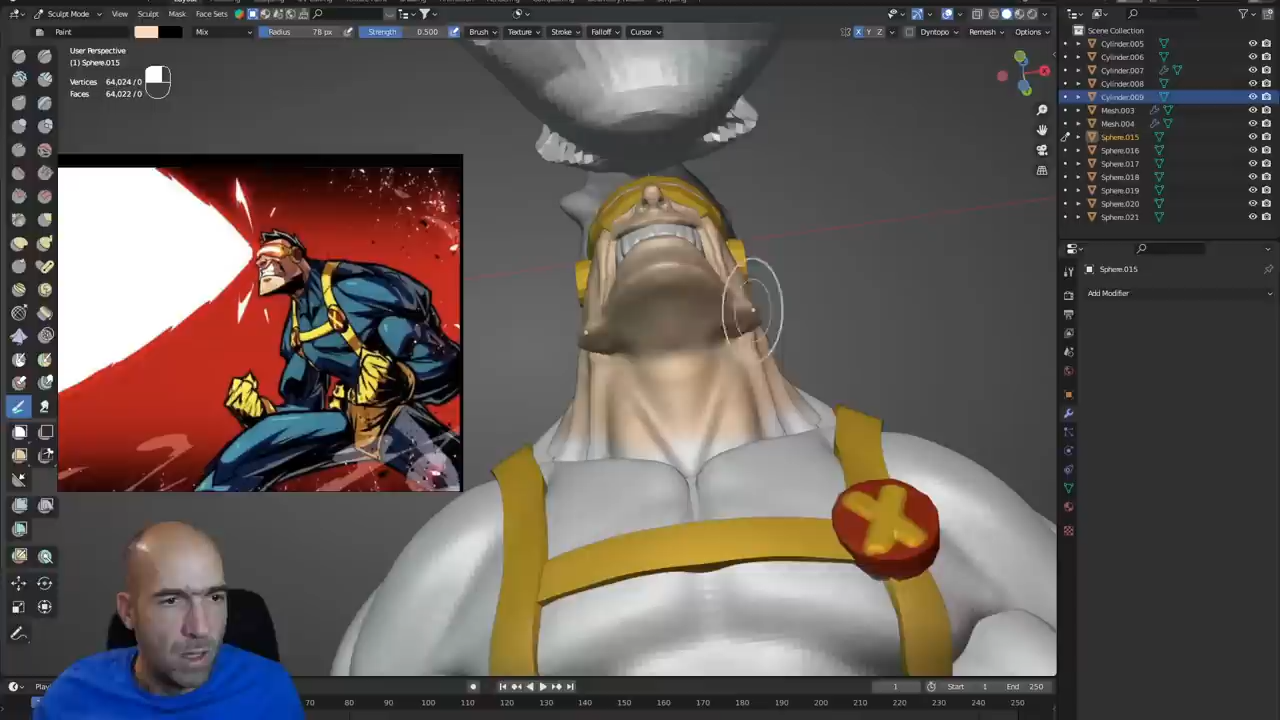 Sculpt Mode
View
Sculpt
Mask
Face Sets
Paint
Mix
Radius
78 px
Strength
0.500
Brush
Texture
Stroke
Falloff
Cursor
X
Y
Z
Dyntopo
Remesh
Options
User Perspective
(1) Sphere.015
Vertices 64,024 / 0
Faces 64,022 / 0
X
X
Scene Collection
Cylinder.005
Cylinder.006
Cylinder.007
Cylinder.008
Cylinder.009
Mesh.003
Mesh.004
Sphere.015
Sphere.016
Sphere.017
Sphere.018
Sphere.019
Sphere.020
Sphere.021
Sphere.015
Add Modifier
1
Start 1
End 250
70 80 90 100 110 120 130 140 150 160 170 180 190 200 210 220 230 240 250